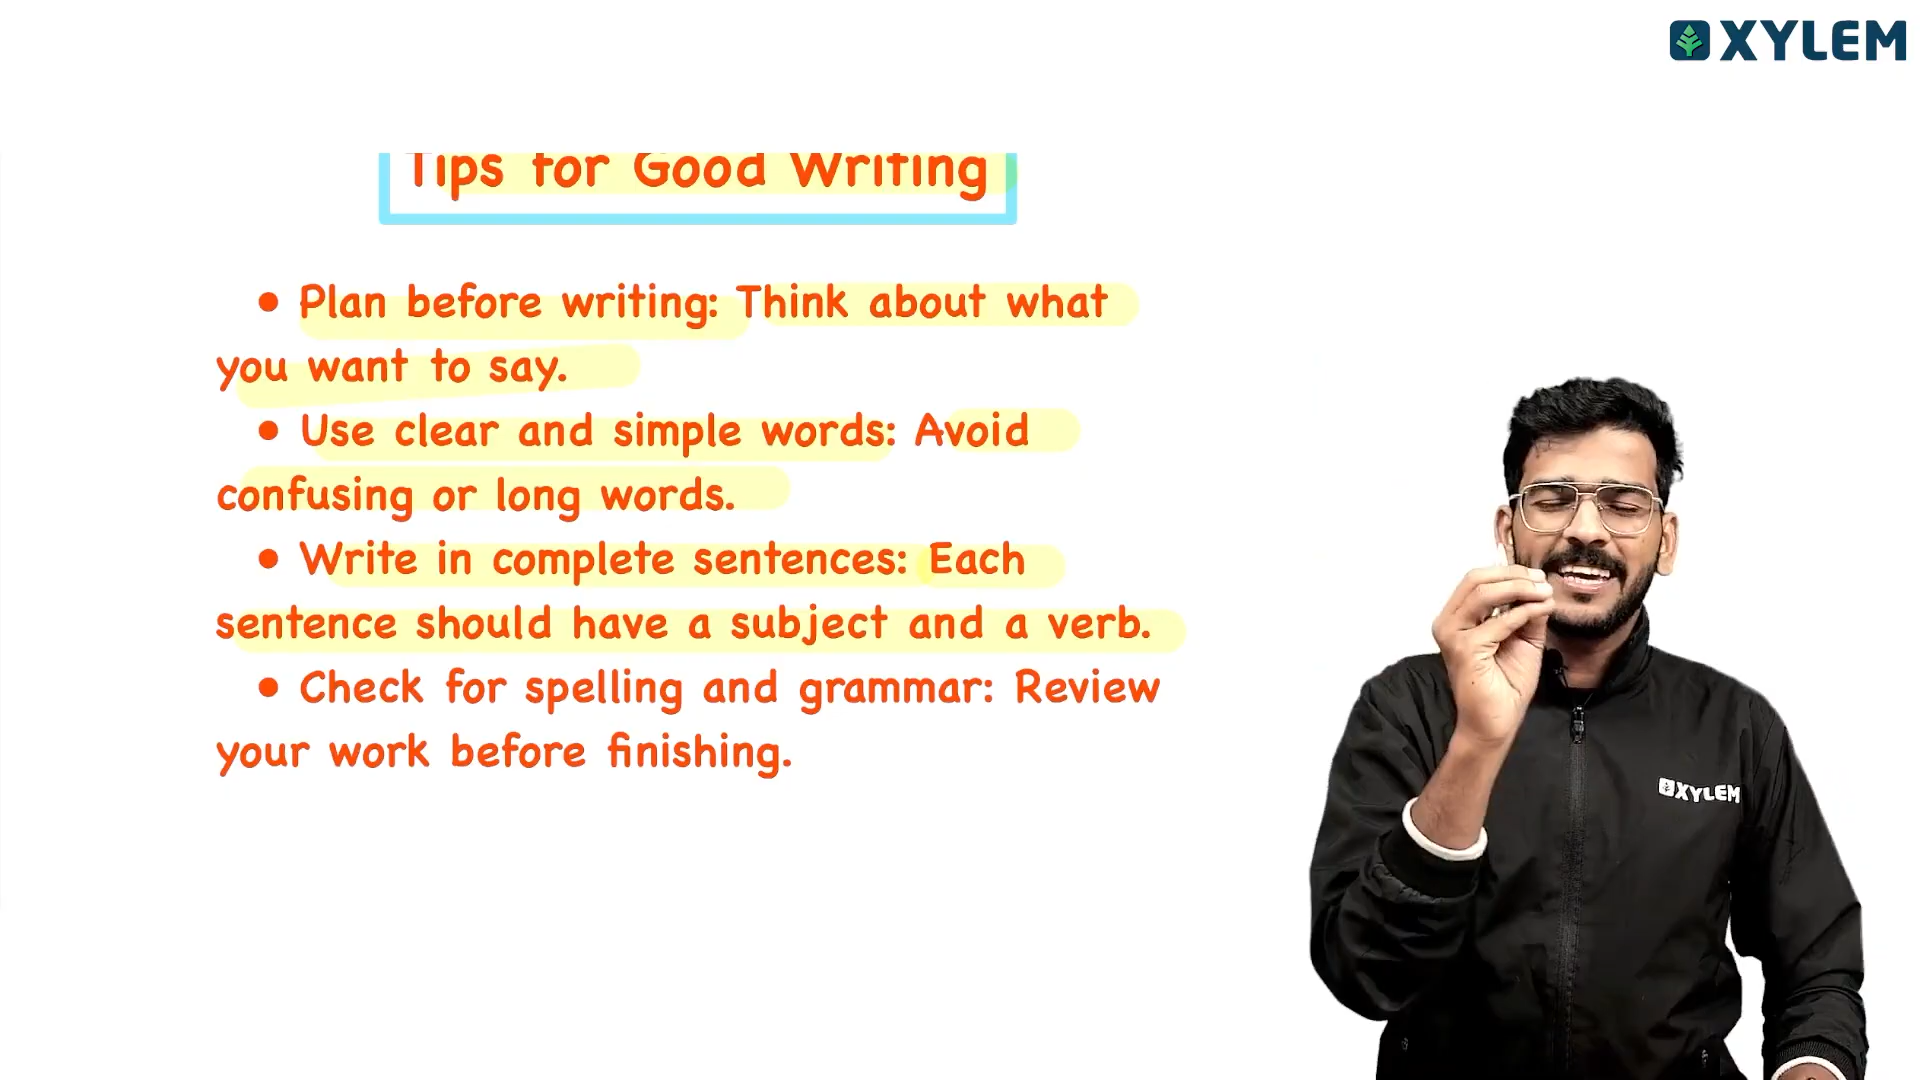 XYLEM
Tips for Good Writing
• Plan before writing: Think about what
you want to say.
• Use clear and simple words: Avoid
confusing or long words.
• Write in complete sentences: Each
sentence should have a subject and a verb.
• Check for spelling and grammar: Review
your work before finishing.
XYLEM